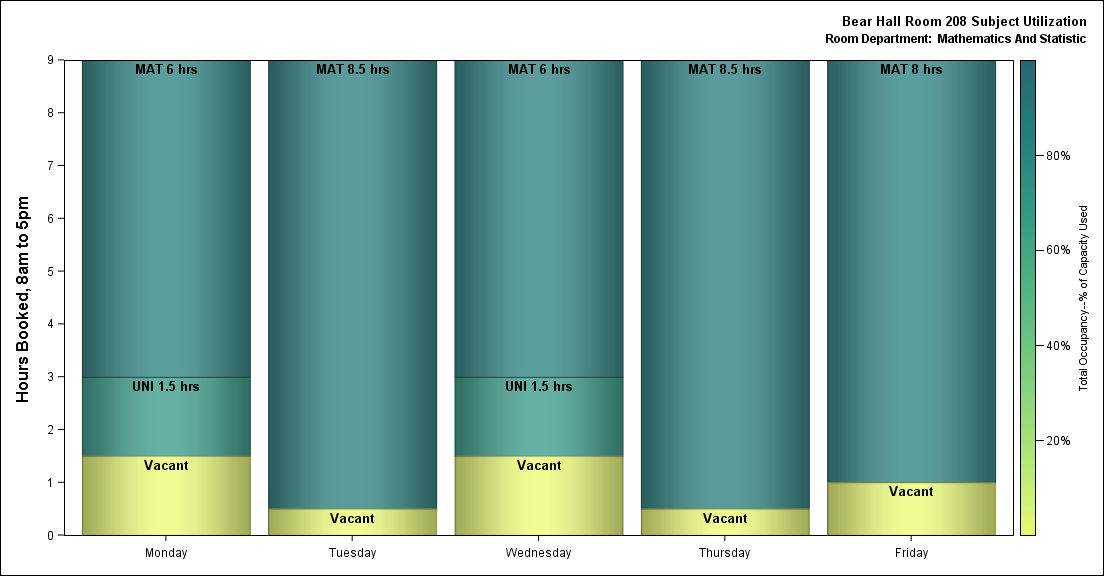 Bear Hall Room 208 Subject Utilization
Room Department: Mathematics And Statistic
Hours Booked, 8am to 5pm
9
8
7
6
5
4
3
2
1
0
MAT 6 hrs
UNI 1.5 hrs
Vacant
MAT 8.5 hrs
Vacant
MAT 6 hrs
UNI 1.5 hrs
Vacant
MAT 8.5 hrs
Vacant
MAT 8 hrs
Vacant
Monday
Tuesday
Wednesday
Thursday
Friday
80%
60%
40%
20%
Total Occupancy--% of Capacity Used